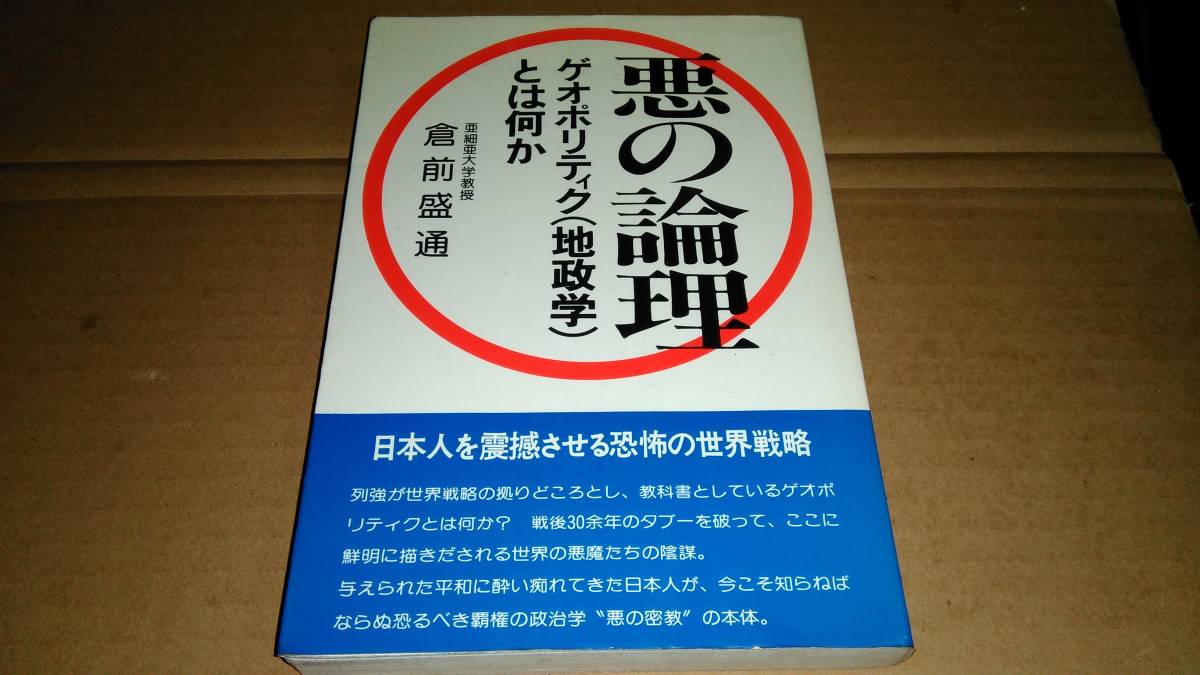 悪の論理
ゲオポリティク(地政学)
とは何か
亜細亜大学教授
倉前盛通
日本人を震撼させる恐怖の世界戦略
列強が世界戦略の拠りどころとし、教科書としているゲオポ
リティクとは何か? 戦後30余年のタブーを破って、ここに
鮮明に描きだされる世界の悪魔たちの陰謀。
与えられた平和に酔い痴れてきた日本人が、今こそ知らねば
ならぬ恐るべき覇権の政治学〝悪の密教〟の本体。